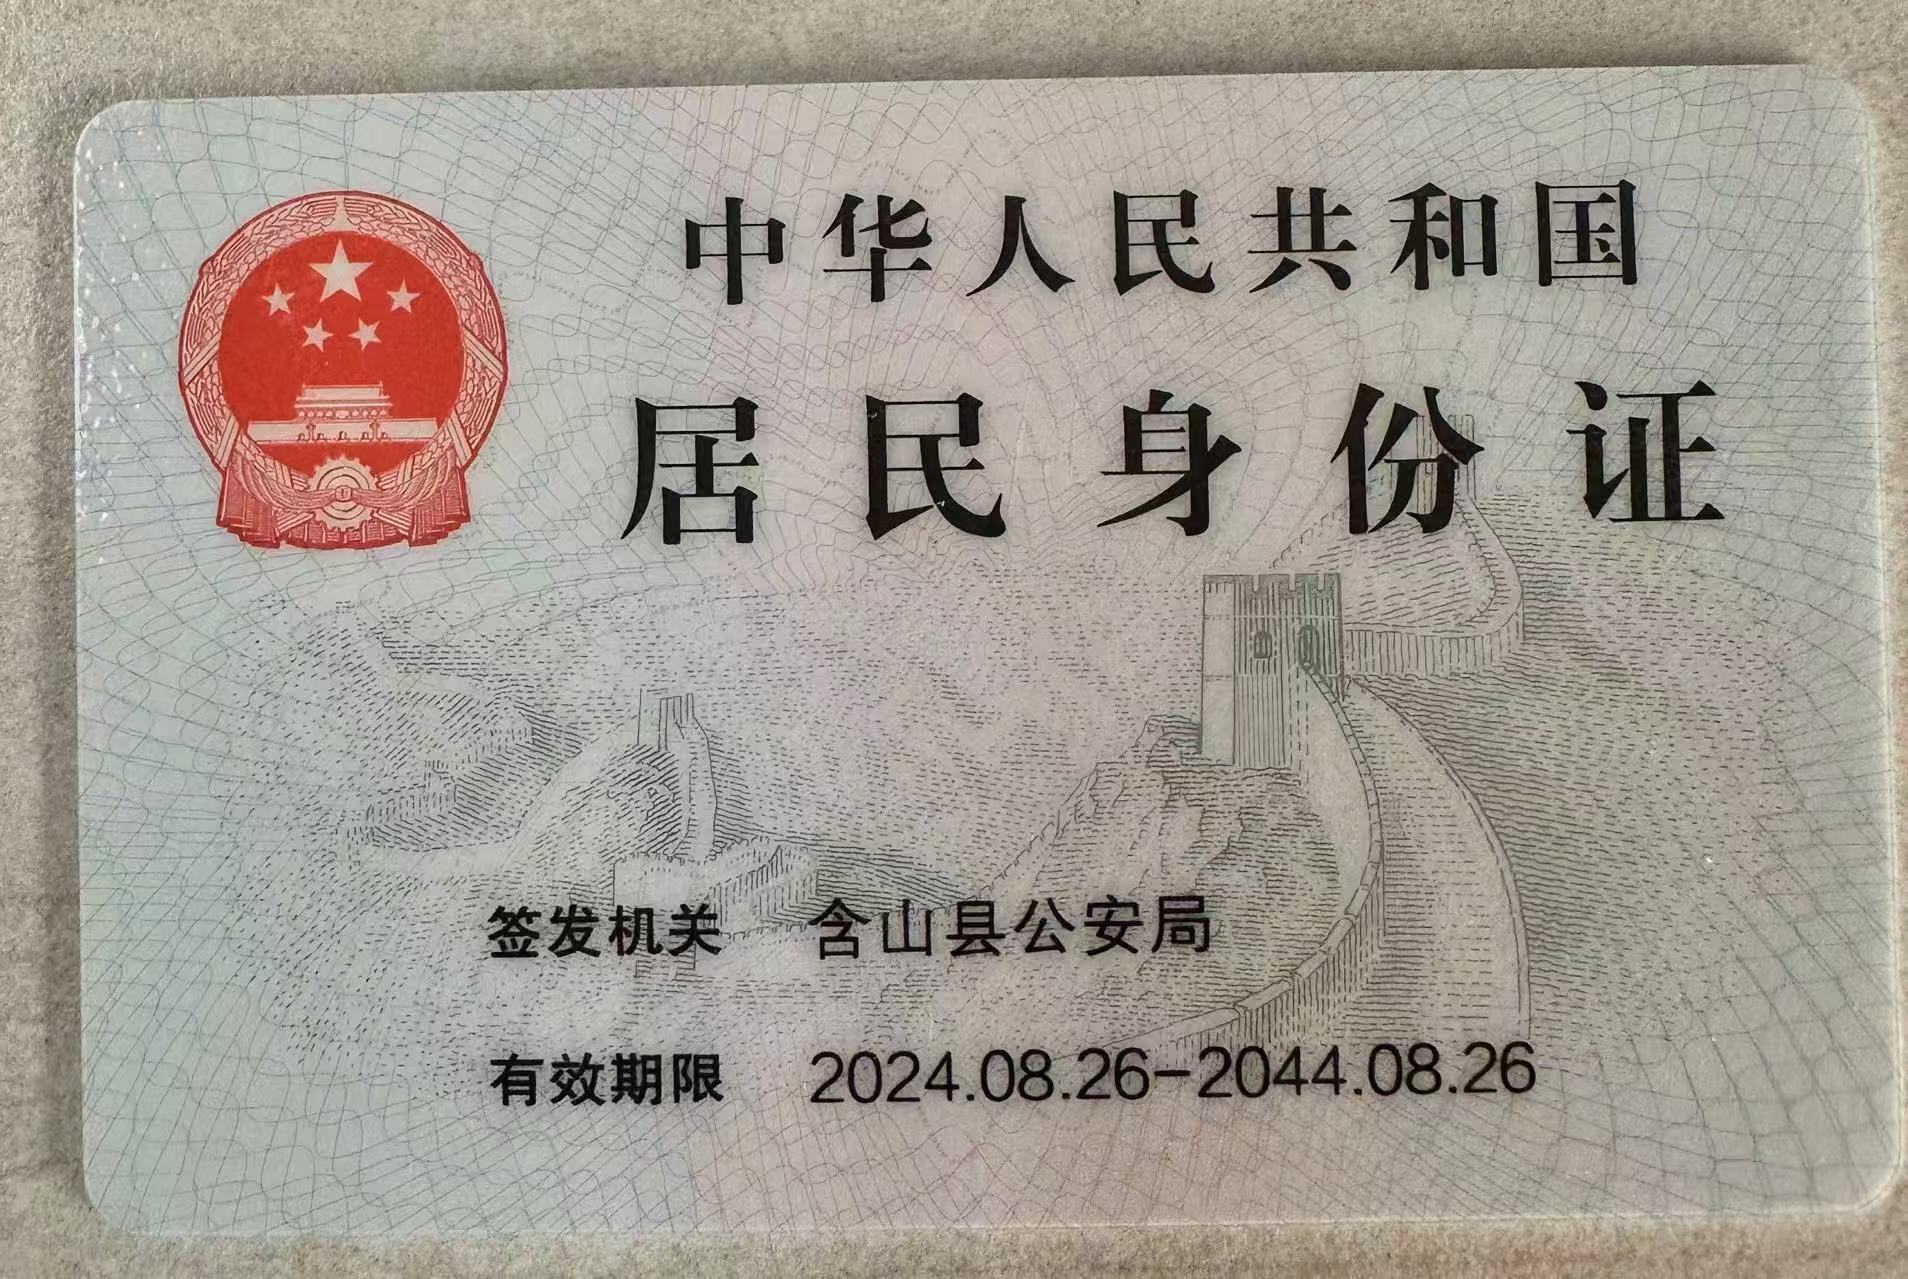 中华人民共和国
居民身份证
签发机关 含山县公安局
有效期限 2024.08.26-2044.08.26